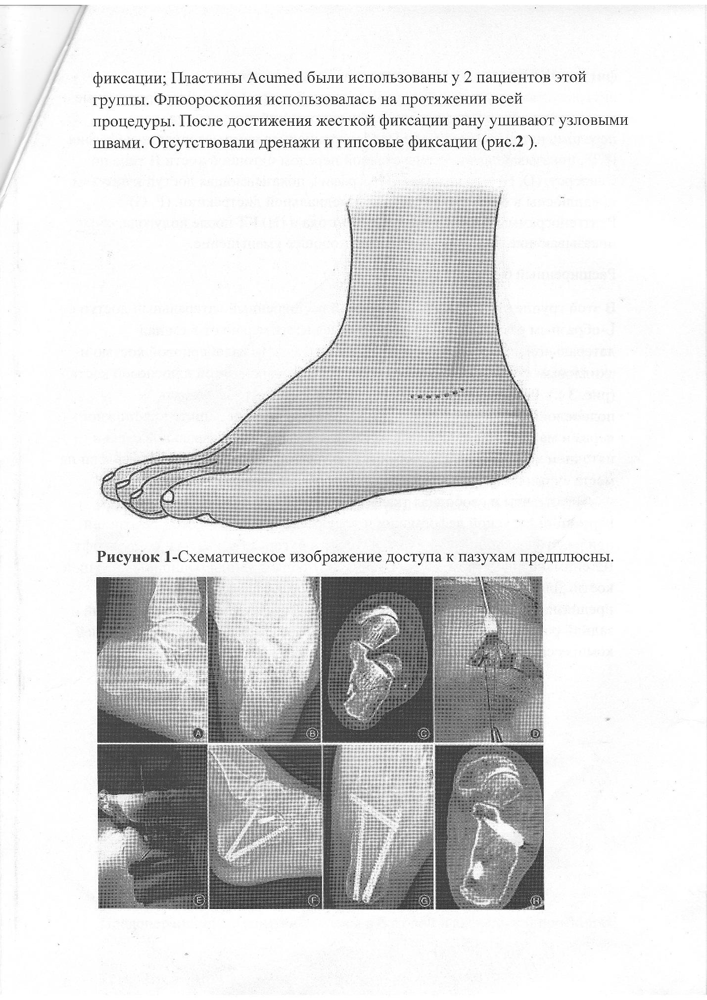 фиксации; Пластины Acumed были использованы у 2 пациентов этой
группы. Флюороскопия использовалась на протяжении всей
процедуры. После достижения жесткой фиксации рану ушивают узловыми
швами. Отсутствовали дренажи и гипсовые фиксации (рис.2 ).
Рисунок 1-Схематическое изображение доступа к пазухам предплюсны.
A
B
C
D
E
F
G
H